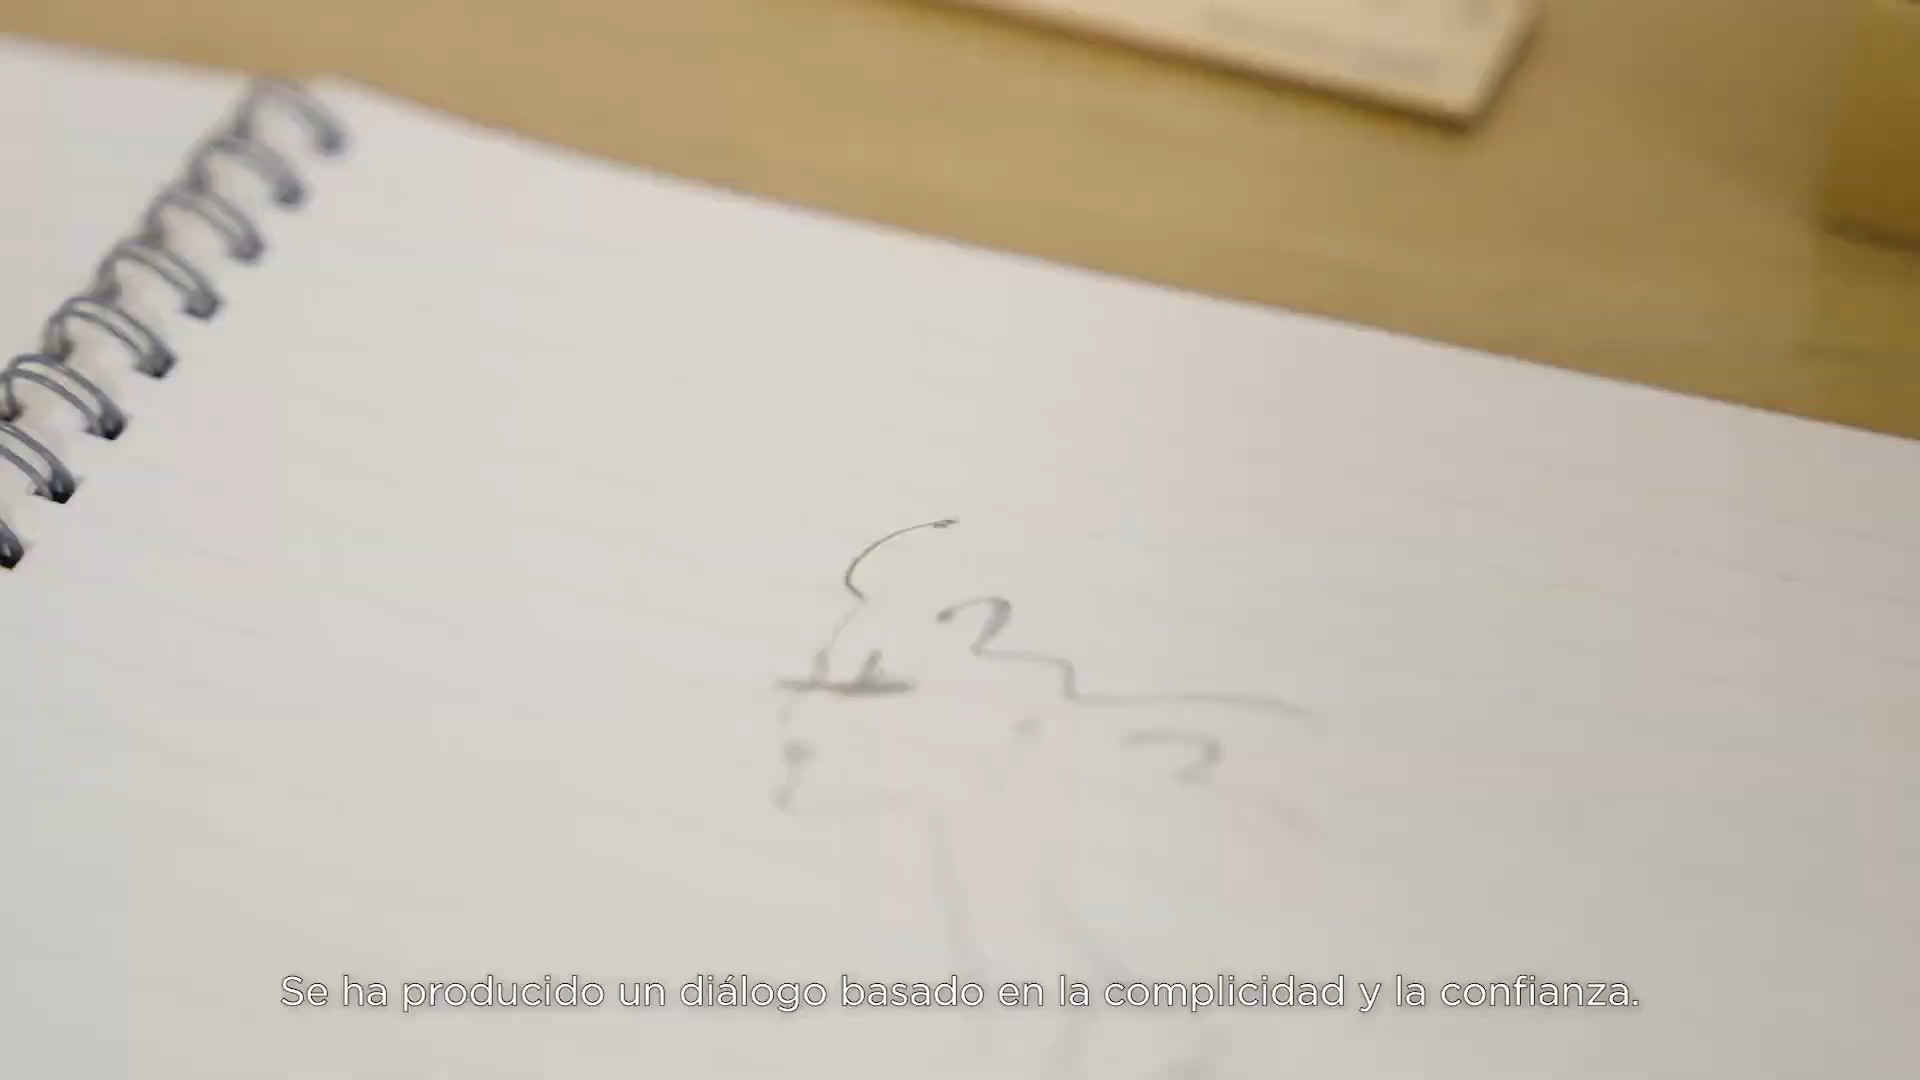 Se ha producido un diálogo basado en la complicidad y la confianza.